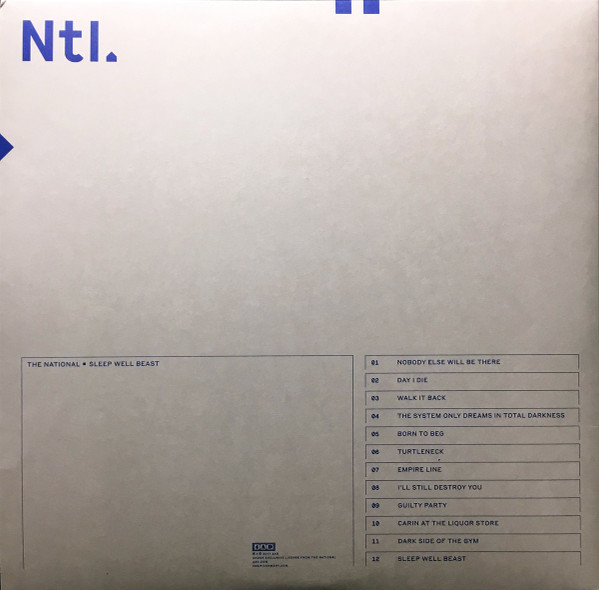 Ntl.
THE NATIONAL • SLEEP WELL BEAST
01 NOBODY ELSE WILL BE THERE
02 DAY I DIE
03 WALK IT BACK
04 THE SYSTEM ONLY DREAMS IN TOTAL DARKNESS
05 BORN TO BEG
06 TURTLENECK
07 EMPIRE LINE
08 I'LL STILL DESTROY YOU
09 GUILTY PARTY
10 CARIN AT THE LIQUOR STORE
11 DARK SIDE OF THE GYM
12 SLEEP WELL BEAST